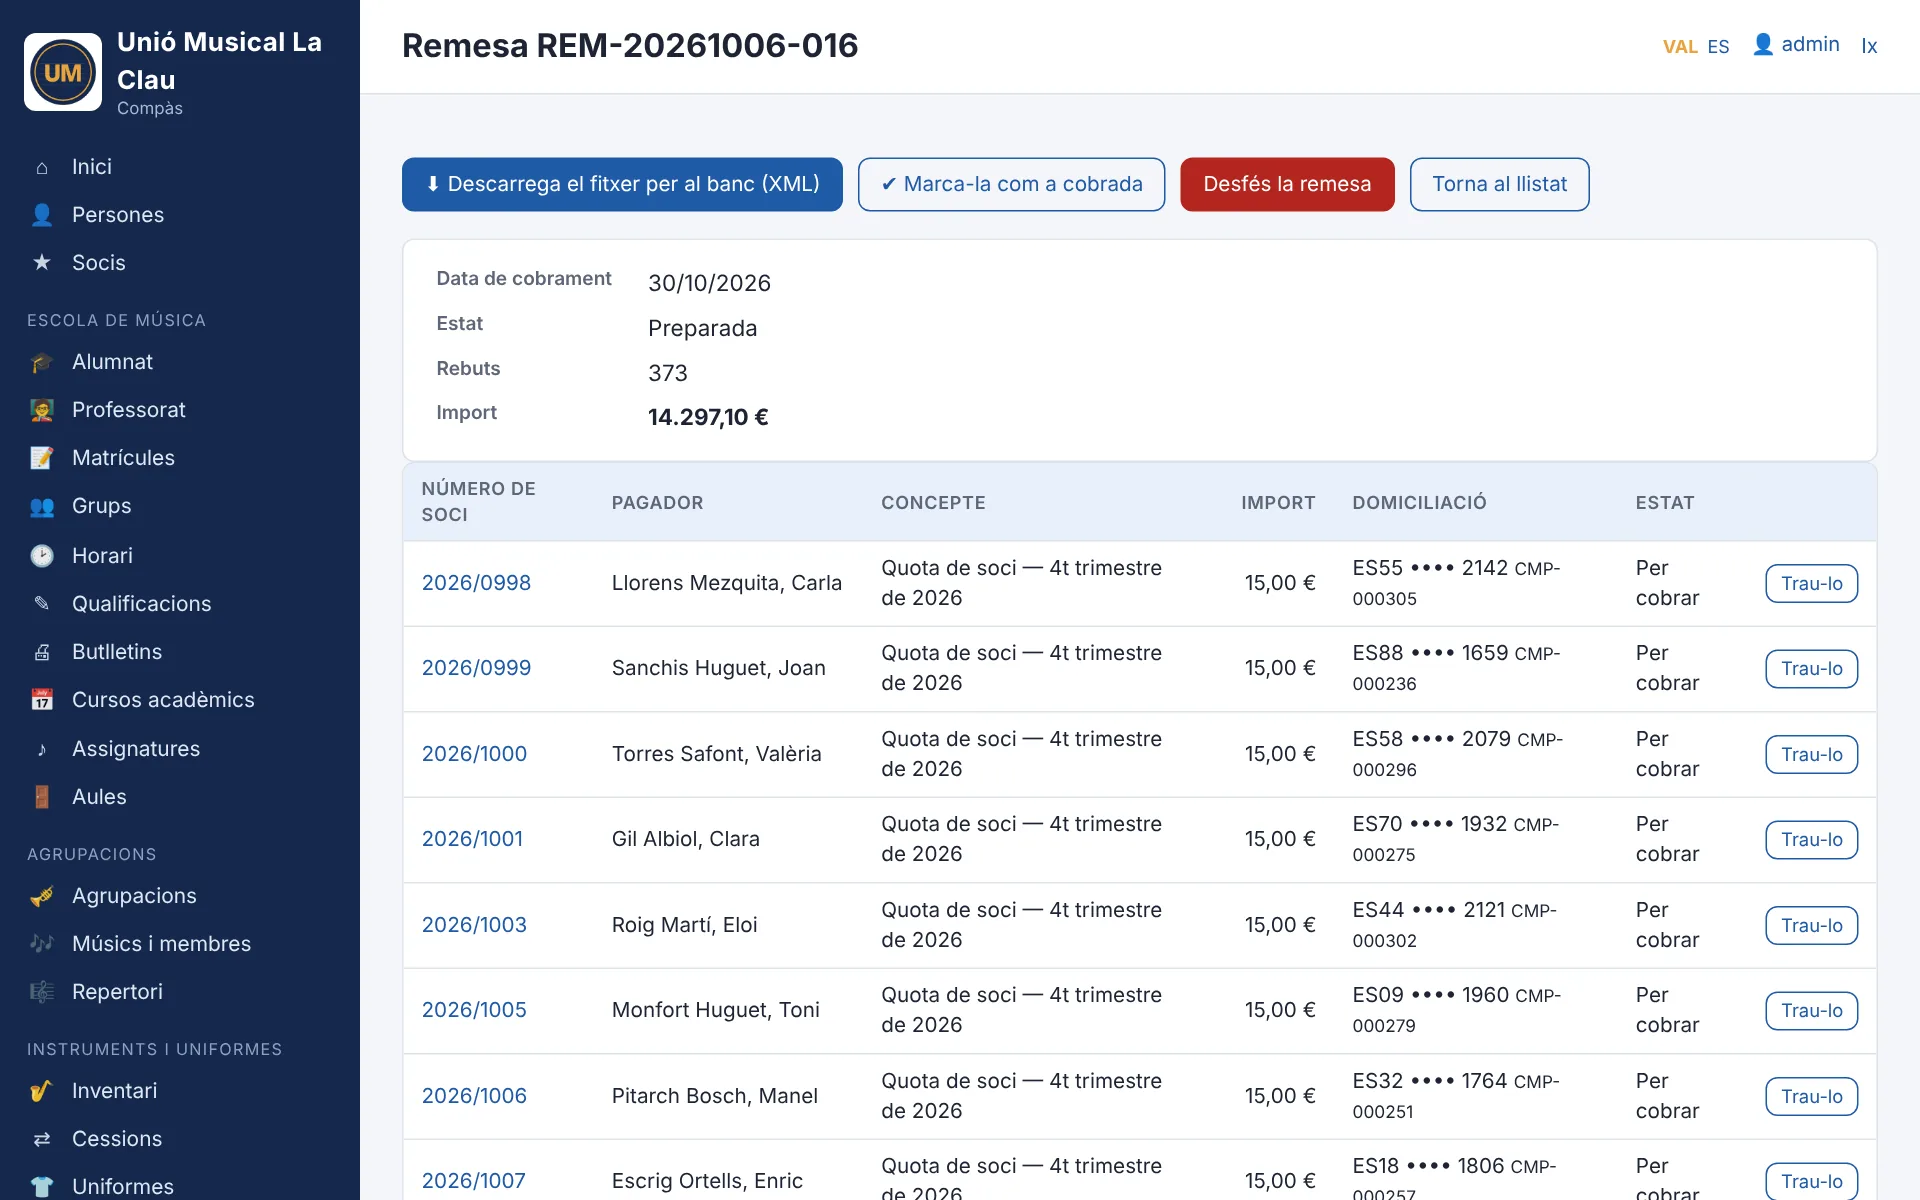 Unió Musical La
Clau
Compàs
UM
Inici
Persones
Socis
ESCOLA DE MÚSICA
Alumnat
Professorat
Matrícules
Grups
Horari
Qualificacions
Butlletins
Cursos acadèmics
Assignatures
Aules
AGRUPACIONS
Agrupacions
Músics i membres
Repertori
INSTRUMENTS I UNIFORMES
Inventari
Cessions
Uniformes
Remesa REM-20261006-016
VAL ES admin Ix
⬇ Descarrega el fitxer per al banc (XML) ✔ Marca-la com a cobrada Desfés la remesa Torna al llistat
Data de cobrament 30/10/2026
Estat Preparada
Rebuts 373
Import 14.297,10 €
NÚMERO DE
SOCI PAGADOR CONCEPTE IMPORT DOMICILIACIÓ ESTAT
2026/0998 Llorens Mezquita, Carla Quota de soci — 4t trimestre 15,00 € ES55 •••• 2142 CMP- Per Trau-lo
de 2026 000305 cobrar
2026/0999 Sanchis Huguet, Joan Quota de soci — 4t trimestre 15,00 € ES88 •••• 1659 CMP- Per Trau-lo
de 2026 000236 cobrar
2026/1000 Torres Safont, Valèria Quota de soci — 4t trimestre 15,00 € ES58 •••• 2079 CMP- Per Trau-lo
de 2026 000296 cobrar
2026/1001 Gil Albiol, Clara Quota de soci — 4t trimestre 15,00 € ES70 •••• 1932 CMP- Per Trau-lo
de 2026 000275 cobrar
2026/1003 Roig Martí, Eloi Quota de soci — 4t trimestre 15,00 € ES44 •••• 2121 CMP- Per Trau-lo
de 2026 000302 cobrar
2026/1005 Monfort Huguet, Toni Quota de soci — 4t trimestre 15,00 € ES09 •••• 1960 CMP- Per Trau-lo
de 2026 000279 cobrar
2026/1006 Pitarch Bosch, Manel Quota de soci — 4t trimestre 15,00 € ES32 •••• 1764 CMP- Per Trau-lo
de 2026 000251 cobrar
2026/1007 Escrig Ortells, Enric Quota de soci — 4t trimestre 15,00 € ES18 •••• 1806 CMP- Per Trau-lo
de 2026 000257 cobrar